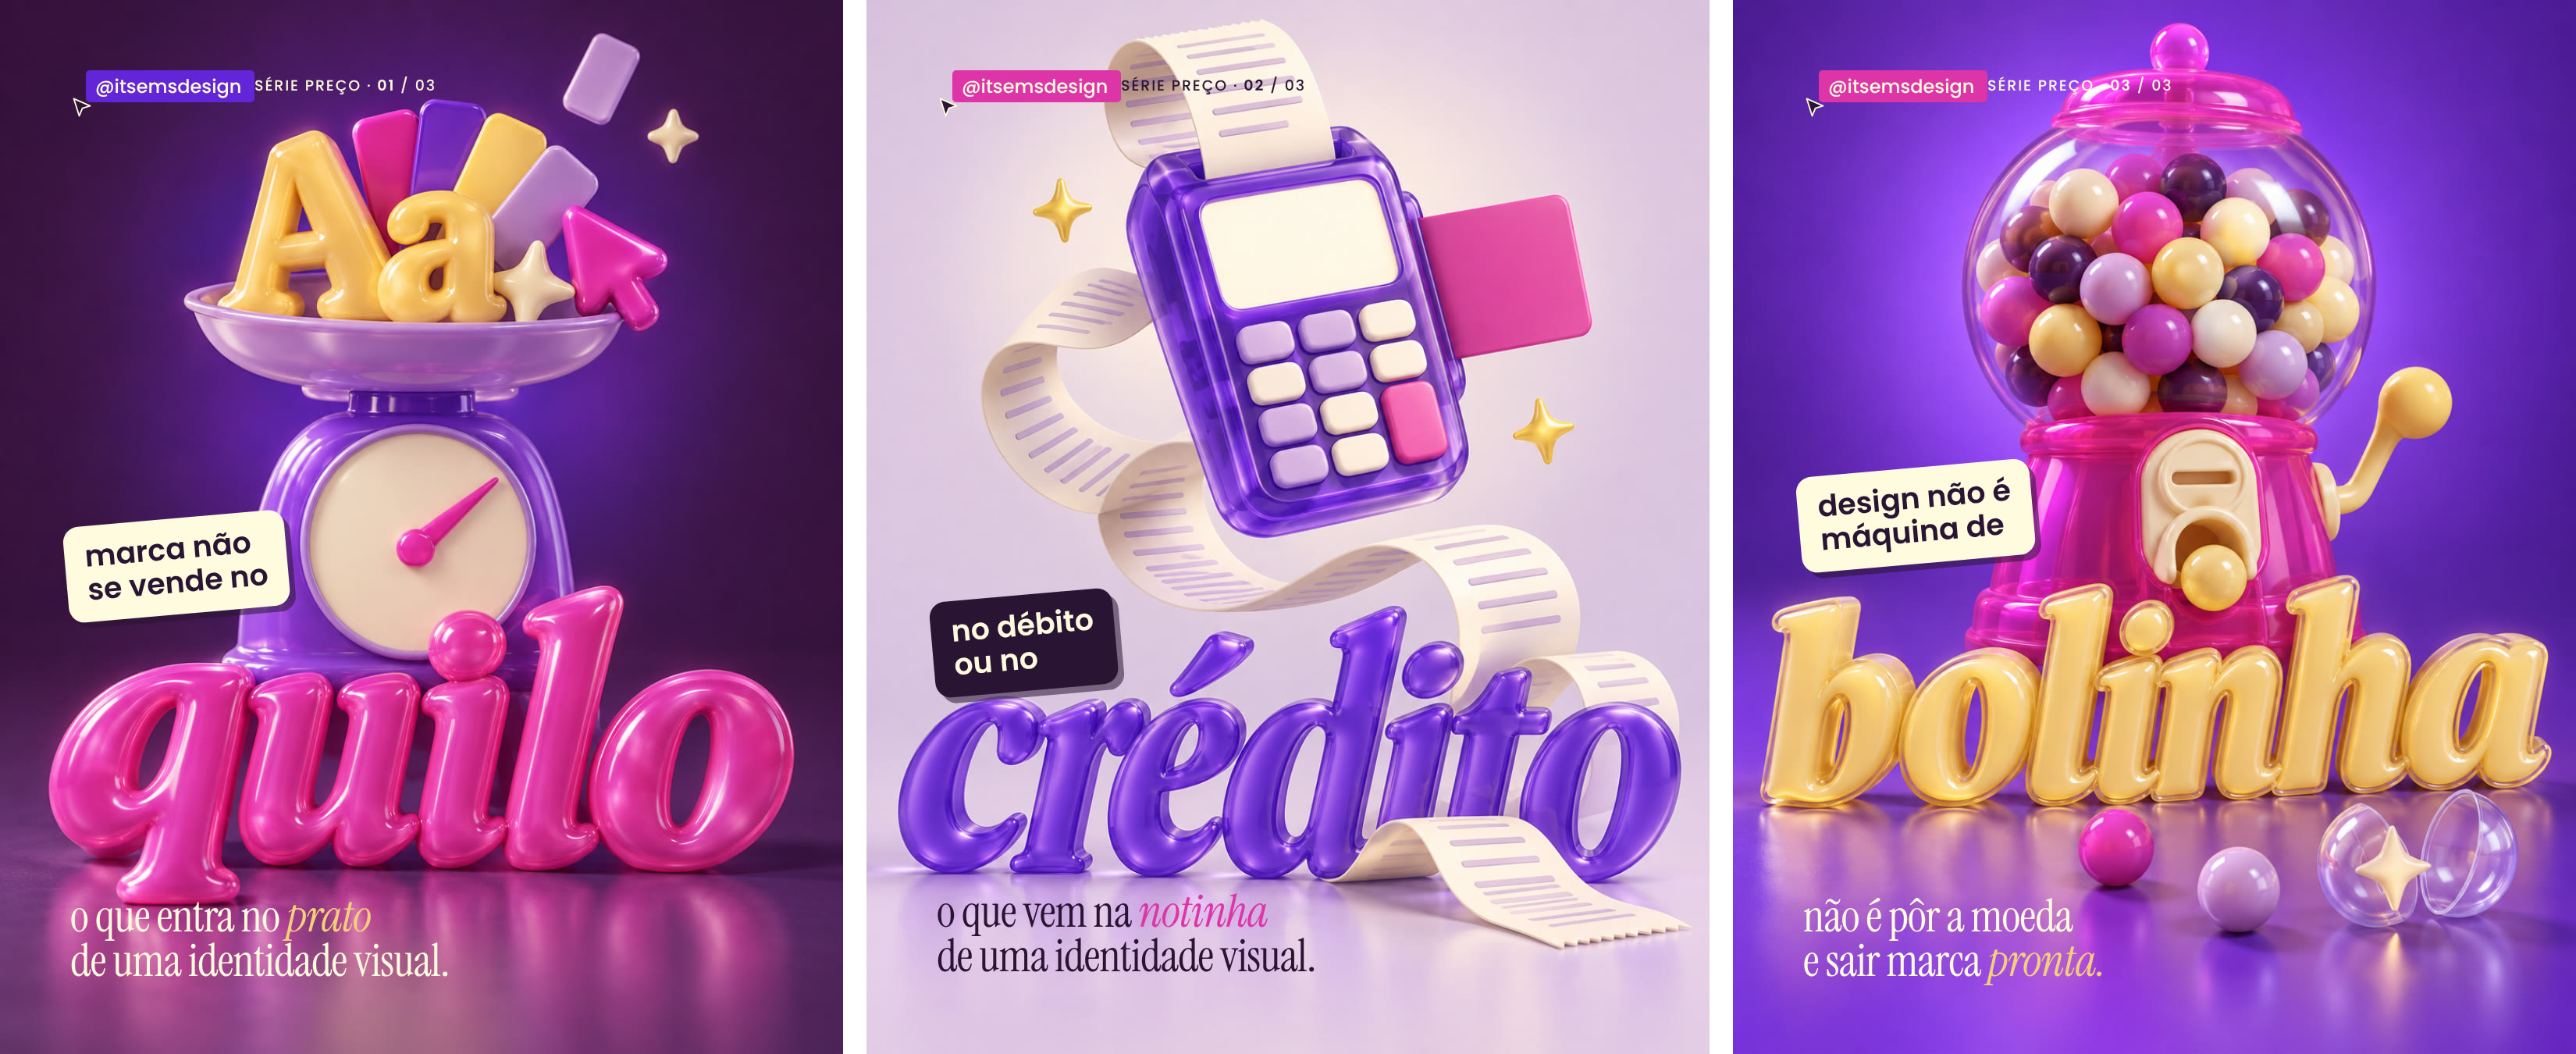 @itsemsdesign SÉRIE PREÇO · 01 / 03
Aa
marca não
se vende no
quilo
o que entra no prato
de uma identidade visual.
@itsemsdesign SÉRIE PREÇO · 02 / 03
no débito
ou no
crédito
o que vem na notinha
de uma identidade visual.
@itsemsdesign SÉRIE PREÇO · 03 / 03
design não é
máquina de
bolinha
não é pôr a moeda
e sair marca pronta.